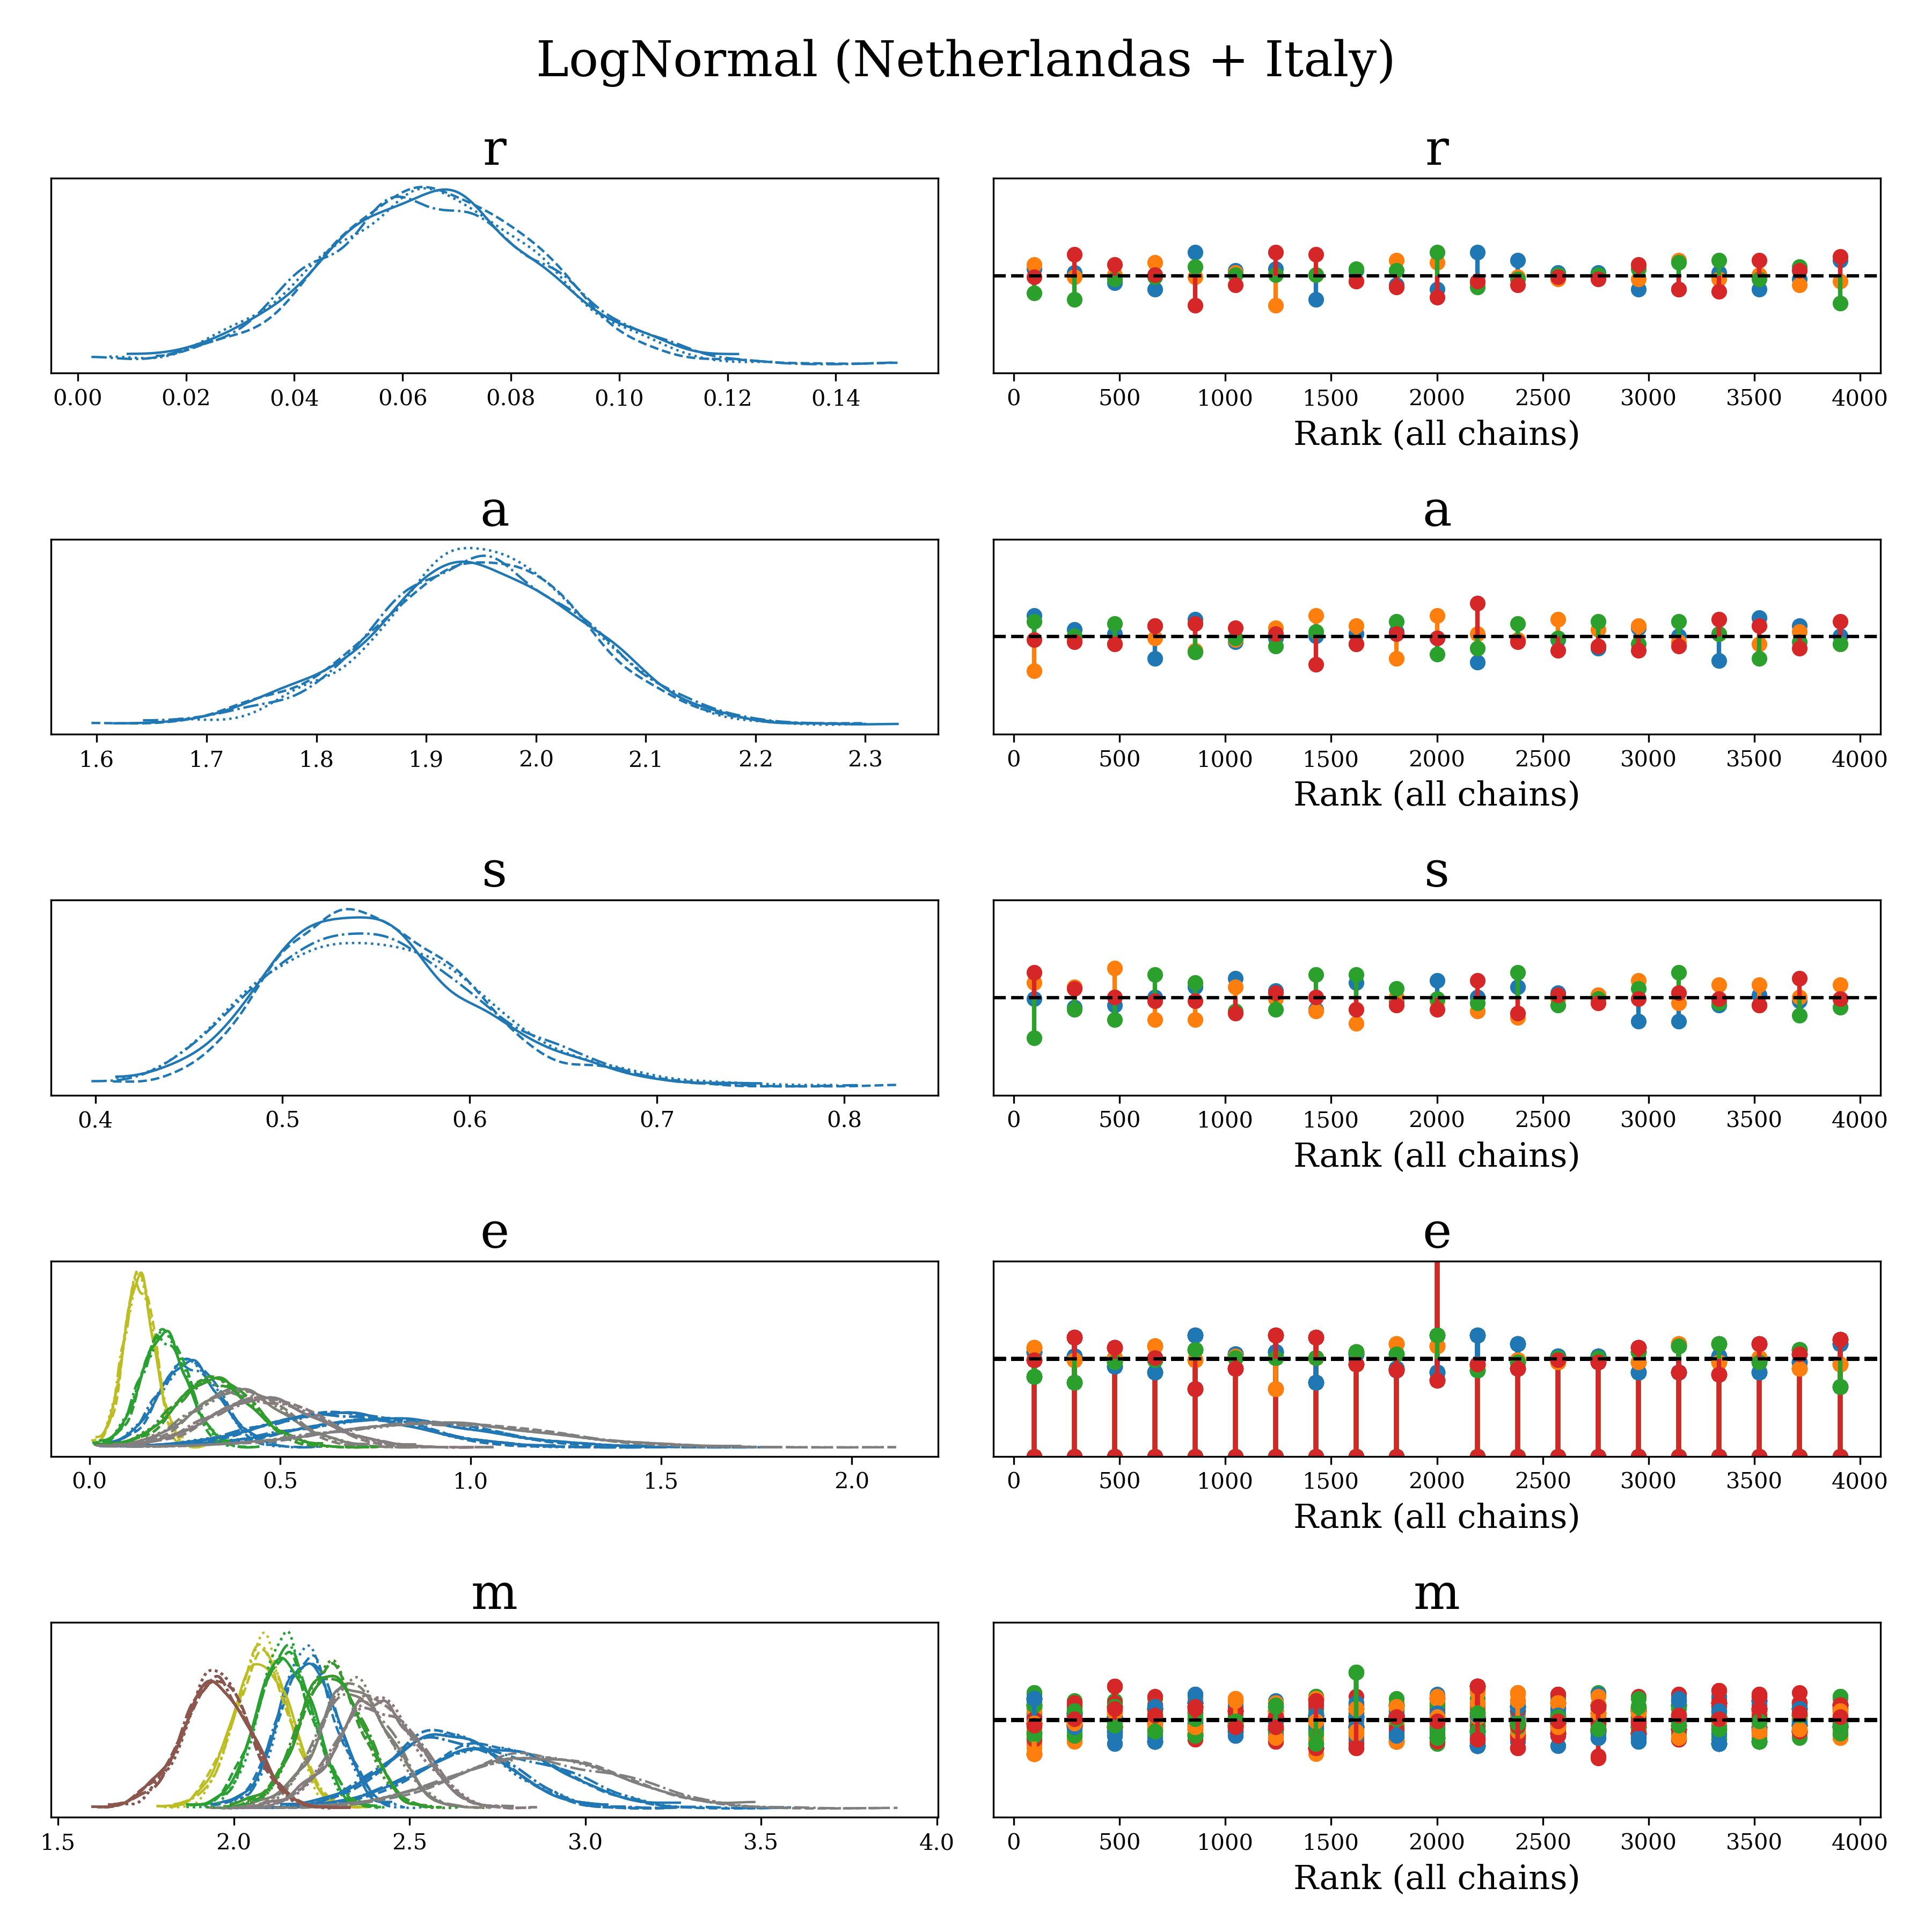 LogNormal (Netherlandas + Italy)
r
r
0.00 0.02 0.04 0.06 0.08 0.10 0.12 0.14
0 500 1000 1500 2000 2500 3000 3500 4000
Rank (all chains)
a
a
1.6 1.7 1.8 1.9 2.0 2.1 2.2 2.3
0 500 1000 1500 2000 2500 3000 3500 4000
Rank (all chains)
s
s
0.4 0.5 0.6 0.7 0.8
0 500 1000 1500 2000 2500 3000 3500 4000
Rank (all chains)
e
e
0.0 0.5 1.0 1.5 2.0
0 500 1000 1500 2000 2500 3000 3500 4000
Rank (all chains)
m
m
1.5 2.0 2.5 3.0 3.5 4.0
0 500 1000 1500 2000 2500 3000 3500 4000
Rank (all chains)